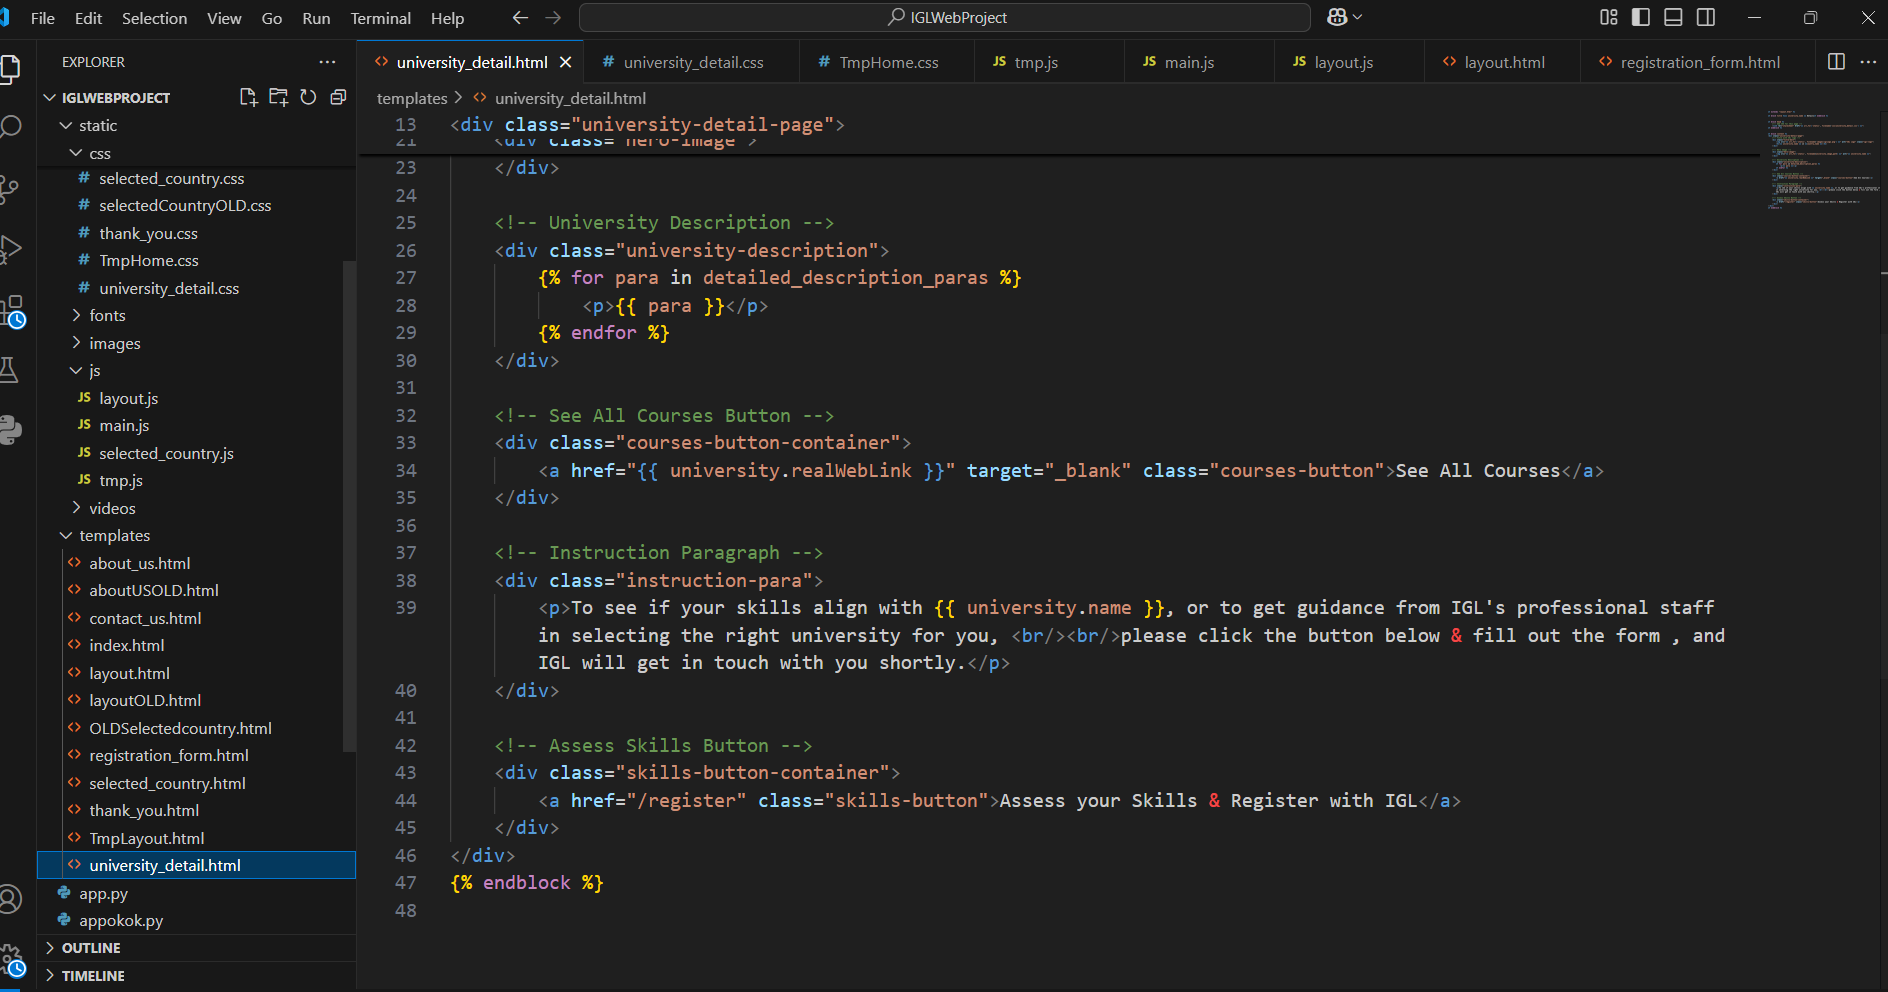 File Edit Selection View Go Run Terminal Help
IGLWebProject
EXPLORER
university_detail.html
# university_detail.css
# TmpHome.css
JS tmp.js
JS main.js
JS layout.js
layout.html
registration_form.html
IGLWEBPROJECT
static
css
# selected_country.css
# selectedCountryOLD.css
# thank_you.css
# TmpHome.css
# university_detail.css
fonts
images
js
JS layout.js
JS main.js
JS selected_country.js
JS tmp.js
videos
templates
about_us.html
aboutUSOLD.html
contact_us.html
index.html
layout.html
layoutOLD.html
OLDSelectedcountry.html
registration_form.html
selected_country.html
thank_you.html
TmpLayout.html
university_detail.html
app.py
appokok.py
OUTLINE
TIMELINE
templates > university_detail.html
13 <div class="university-detail-page">
21 <div class="hero-image">
23 </div>
24
25 <!-- University Description -->
26 <div class="university-description">
27 {% for para in detailed_description_paras %}
28 <p>{{ para }}</p>
29 {% endfor %}
30 </div>
31
32 <!-- See All Courses Button -->
33 <div class="courses-button-container">
34 <a href="{{ university.realWebLink }}" target="_blank" class="courses-button">See All Courses</a>
35 </div>
36
37 <!-- Instruction Paragraph -->
38 <div class="instruction-para">
39 <p>To see if your skills align with {{ university.name }}, or to get guidance from IGL's professional staff
in selecting the right university for you, <br/><br/>please click the button below & fill out the form , and
IGL will get in touch with you shortly.</p>
40 </div>
41
42 <!-- Assess Skills Button -->
43 <div class="skills-button-container">
44 <a href="/register" class="skills-button">Assess your Skills & Register with IGL</a>
45 </div>
46 </div>
47 {% endblock %}
48